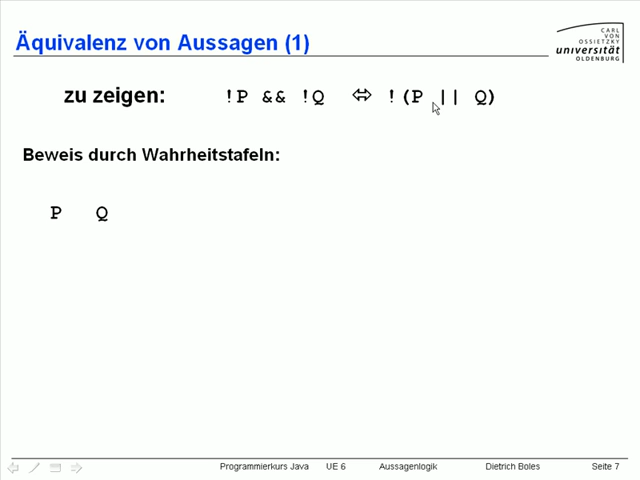 Äquivalenz von Aussagen (1)
CARL
VON
OSSIETZKY
universität
OLDENBURG
zu zeigen: !P && !Q ⇔ !(P || Q)
Beweis durch Wahrheitstafeln:
P Q
Programmierkurs Java UE 6 Aussagenlogik Dietrich Boles Seite 7